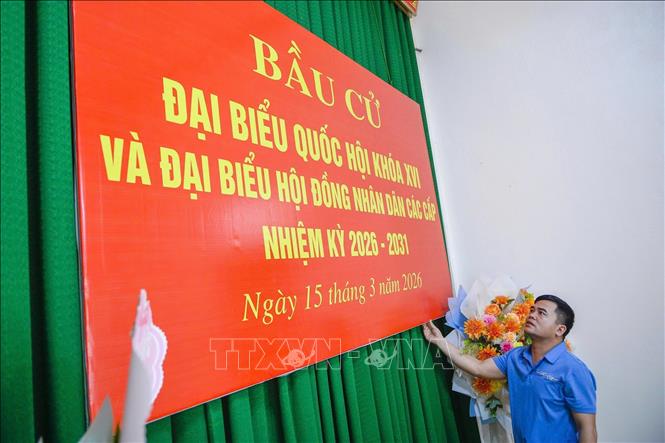 BẦU CỬ
ĐẠI BIỂU QUỐC HỘI KHÓA XVI
VÀ ĐẠI BIỂU HỘI ĐỒNG NHÂN DÂN CÁC CẤP
NHIỆM KỲ 2026 - 2031
Ngày 15 tháng 3 năm 2026
TTXVN - VNA